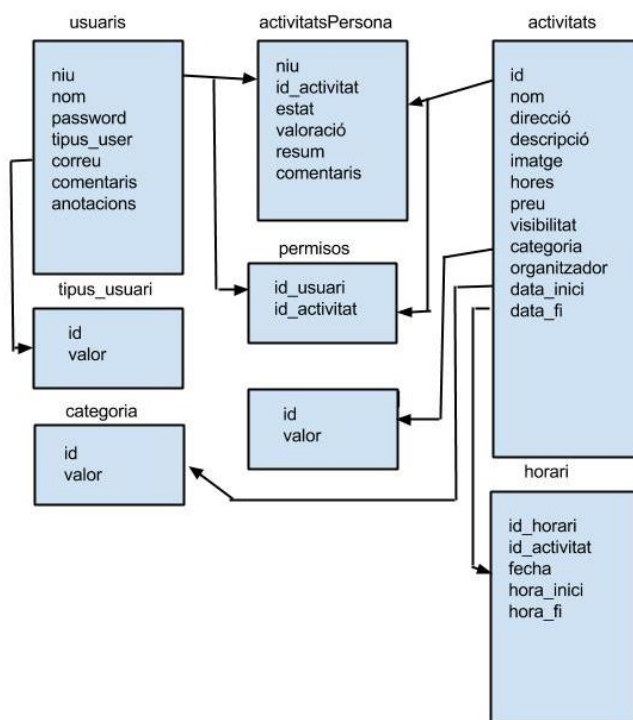 usuaris
niu
nom
password
tipus_user
correu
comentaris
anotacions
activitatsPersona
niu
id_activitat
estat
valoració
resum
comentaris
activitats
id
nom
direcció
descripció
imatge
hores
preu
visibilitat
categoria
organitzador
data_inici
data_fi
permisos
id_usuari
id_activitat
tipus_usuari
id
valor
id
valor
categoria
id
valor
horari
id_horari
id_activitat
fecha
hora_inici
hora_fi